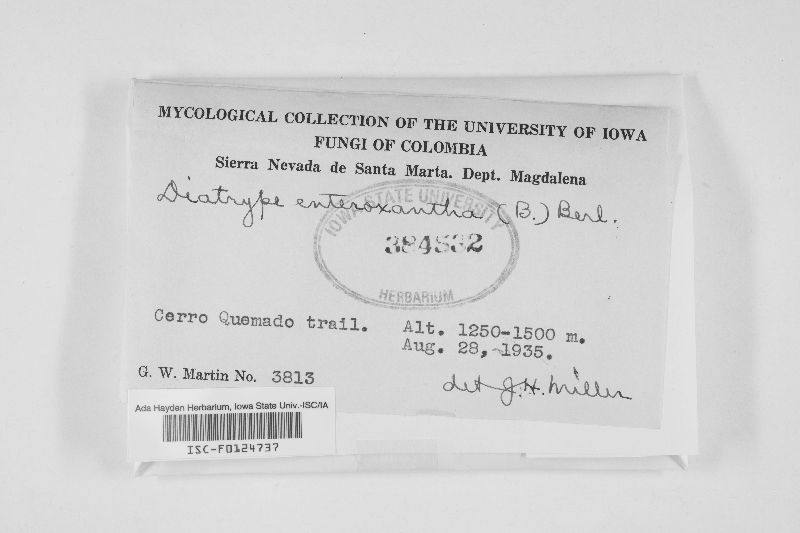 MYCOLOGICAL COLLECTION OF THE UNIVERSITY OF IOWA
FUNGI OF COLOMBIA
Sierra Nevada de Santa Marta. Dept. Magdalena
Diatrype enteroxantha (B.) Berl.
IOWA STATE UNIVERSITY
384832
HERBARIUM
Cerro Quemado trail. Alt. 1250-1500 m.
Aug. 28, 1935.
G. W. Martin No. 3813
det J.H. Miller
Ada Hayden Herbarium, Iowa State Univ.-ISC/IA
ISC-F0124737